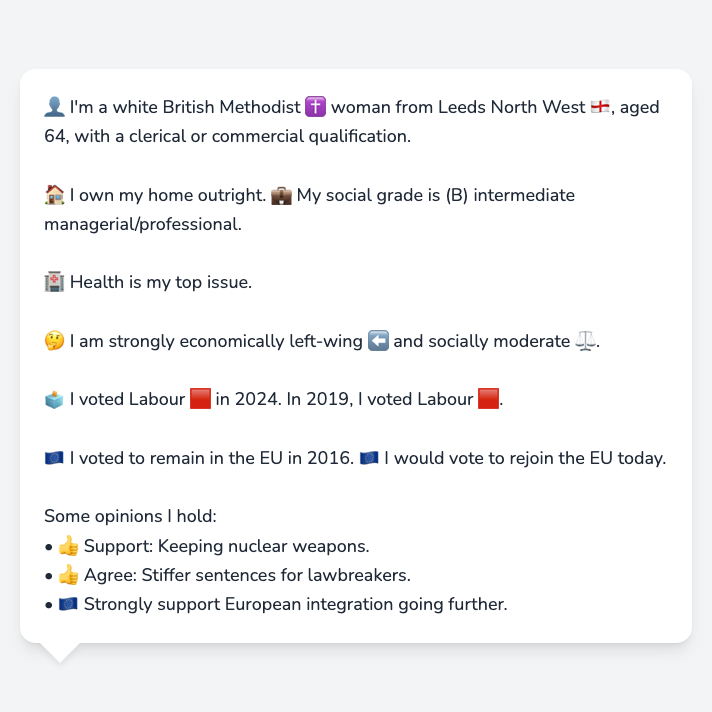 👤 I'm a white British Methodist ✝️ woman from Leeds North West 🏴󠁧󠁢󠁥󠁮󠁧󠁿, aged
64, with a clerical or commercial qualification.
🏠 I own my home outright. 💼 My social grade is (B) intermediate
managerial/professional.
🏥 Health is my top issue.
🤔 I am strongly economically left-wing ⬅️ and socially moderate ⚖️.
🗳️ I voted Labour 🟥 in 2024. In 2019, I voted Labour 🟥.
🇪🇺 I voted to remain in the EU in 2016. 🇪🇺 I would vote to rejoin the EU today.
Some opinions I hold:
• 👍 Support: Keeping nuclear weapons.
• 👍 Agree: Stiffer sentences for lawbreakers.
• 🇪🇺 Strongly support European integration going further.